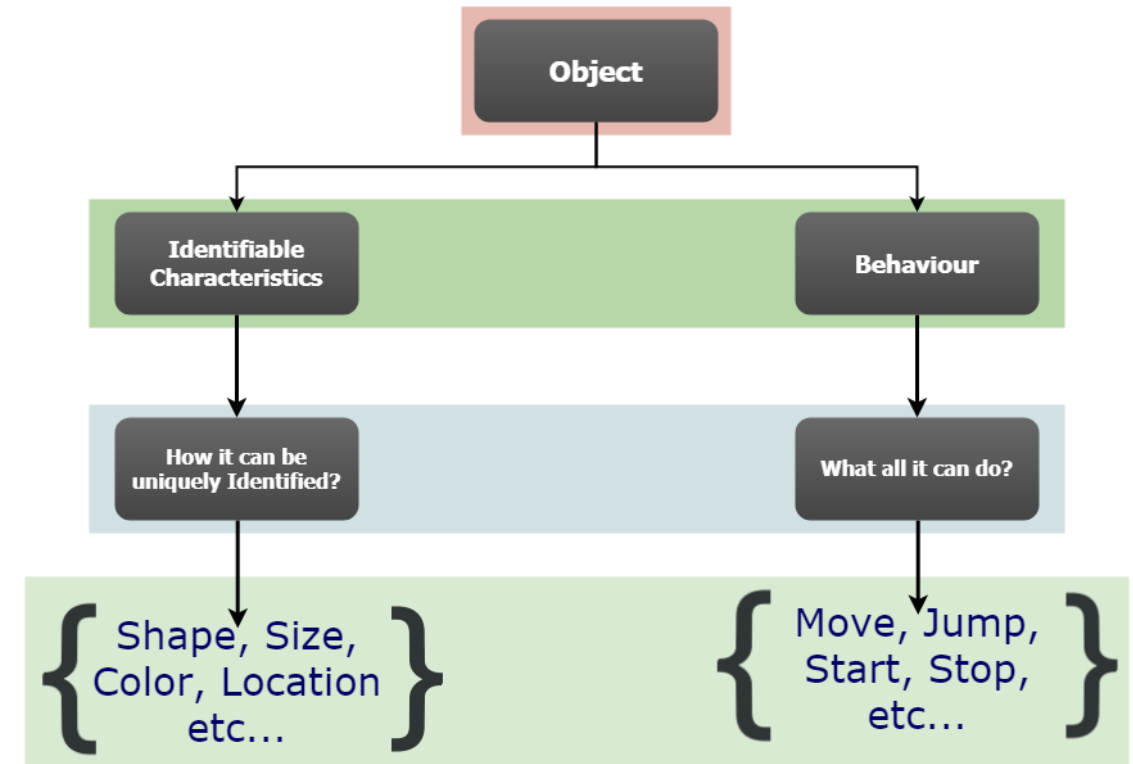 Object
Identifiable
Characteristics
Behaviour
How it can be
uniquely Identified?
What all it can do?
{ Shape, Size,
Color, Location
etc... }
{ Move, Jump,
Start, Stop,
etc... }